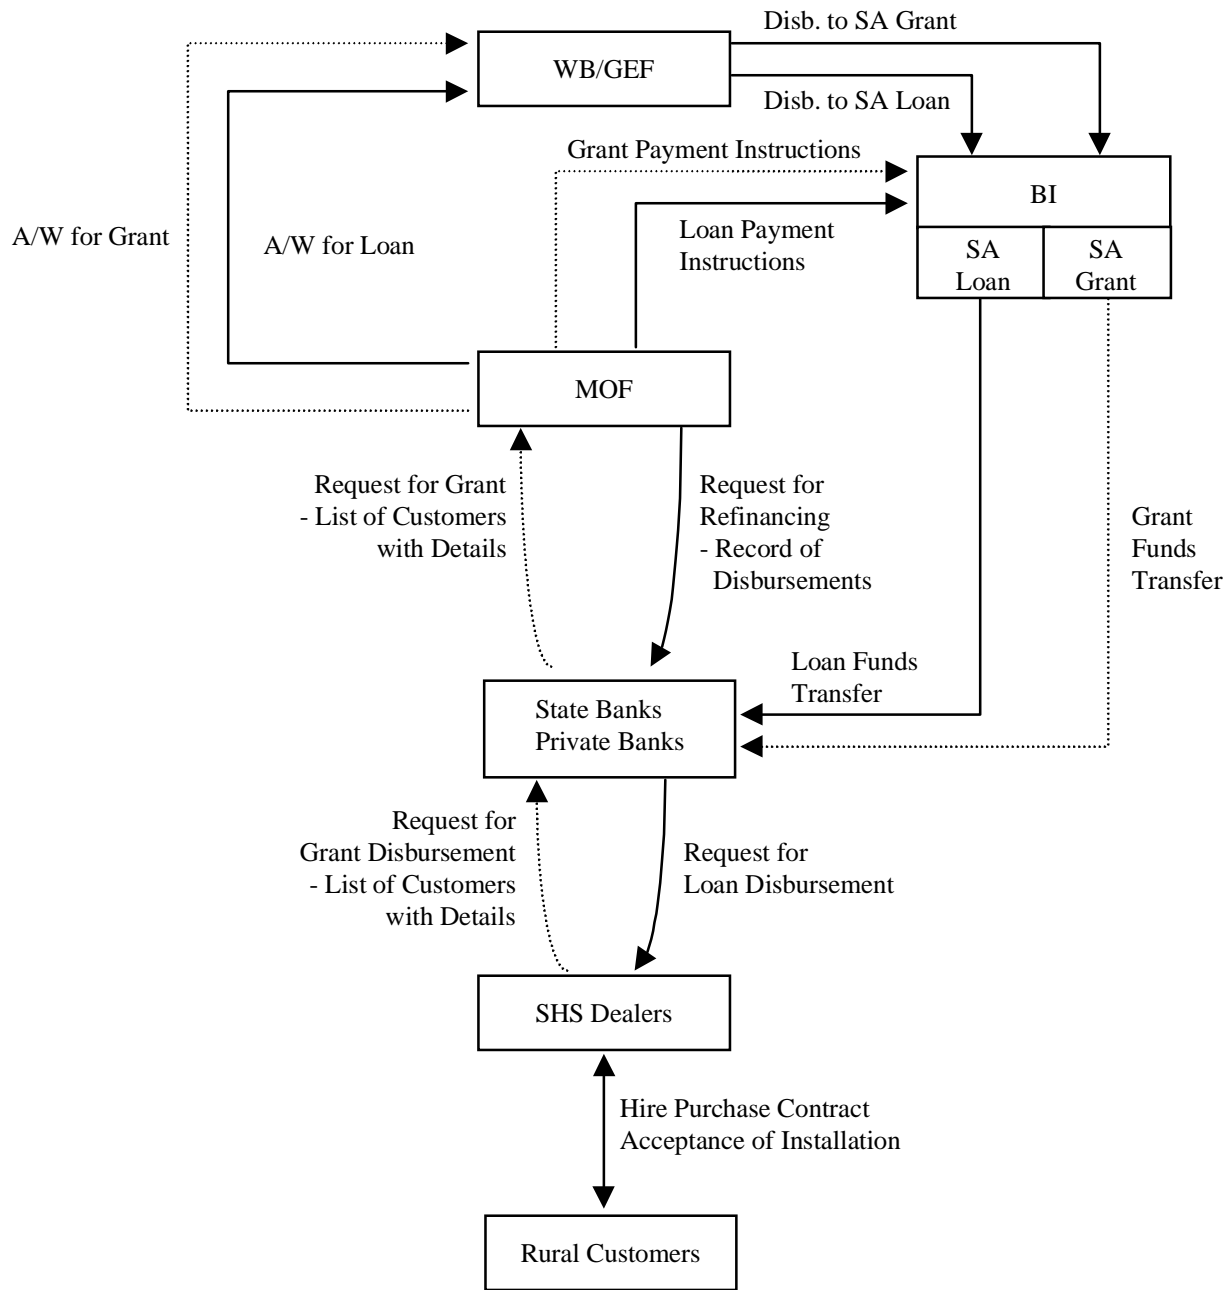 Disb. to SA Grant
WB/GEF
Disb. to SA Loan
Grant Payment Instructions
BI
A/W for Grant
A/W for Loan
Loan Payment
Instructions
SA
Loan
SA
Grant
MOF
Request for Grant
- List of Customers
with Details
Request for
Refinancing
- Record of
Disbursements
Grant
Funds
Transfer
Loan Funds
Transfer
State Banks
Private Banks
Request for
Grant Disbursement
- List of Customers
with Details
Request for
Loan Disbursement
SHS Dealers
Hire Purchase Contract
Acceptance of Installation
Rural Customers